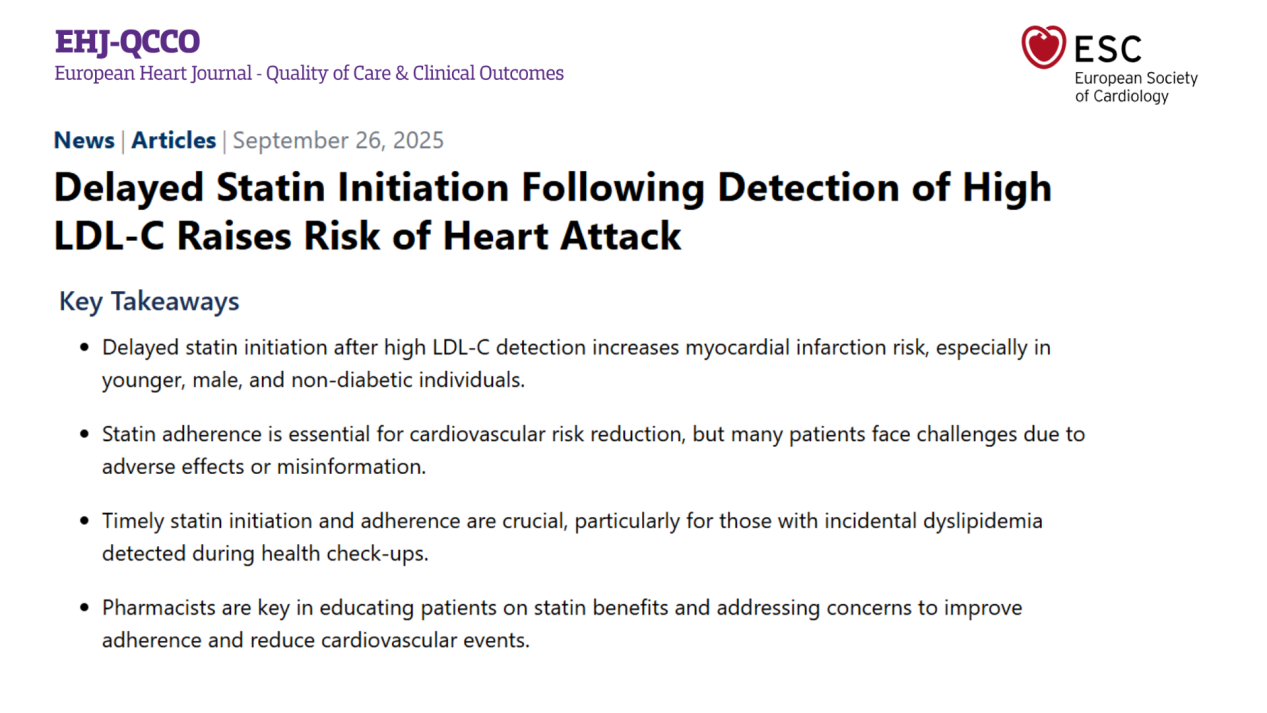 EHJ-QCCO
European Heart Journal - Quality of Care & Clinical Outcomes
ESC
European Society
of Cardiology
News | Articles | September 26, 2025
Delayed Statin Initiation Following Detection of High
LDL-C Raises Risk of Heart Attack
Key Takeaways
• Delayed statin initiation after high LDL-C detection increases myocardial infarction risk, especially in
younger, male, and non-diabetic individuals.
• Statin adherence is essential for cardiovascular risk reduction, but many patients face challenges due to
adverse effects or misinformation.
• Timely statin initiation and adherence are crucial, particularly for those with incidental dyslipidemia
detected during health check-ups.
• Pharmacists are key in educating patients on statin benefits and addressing concerns to improve
adherence and reduce cardiovascular events.